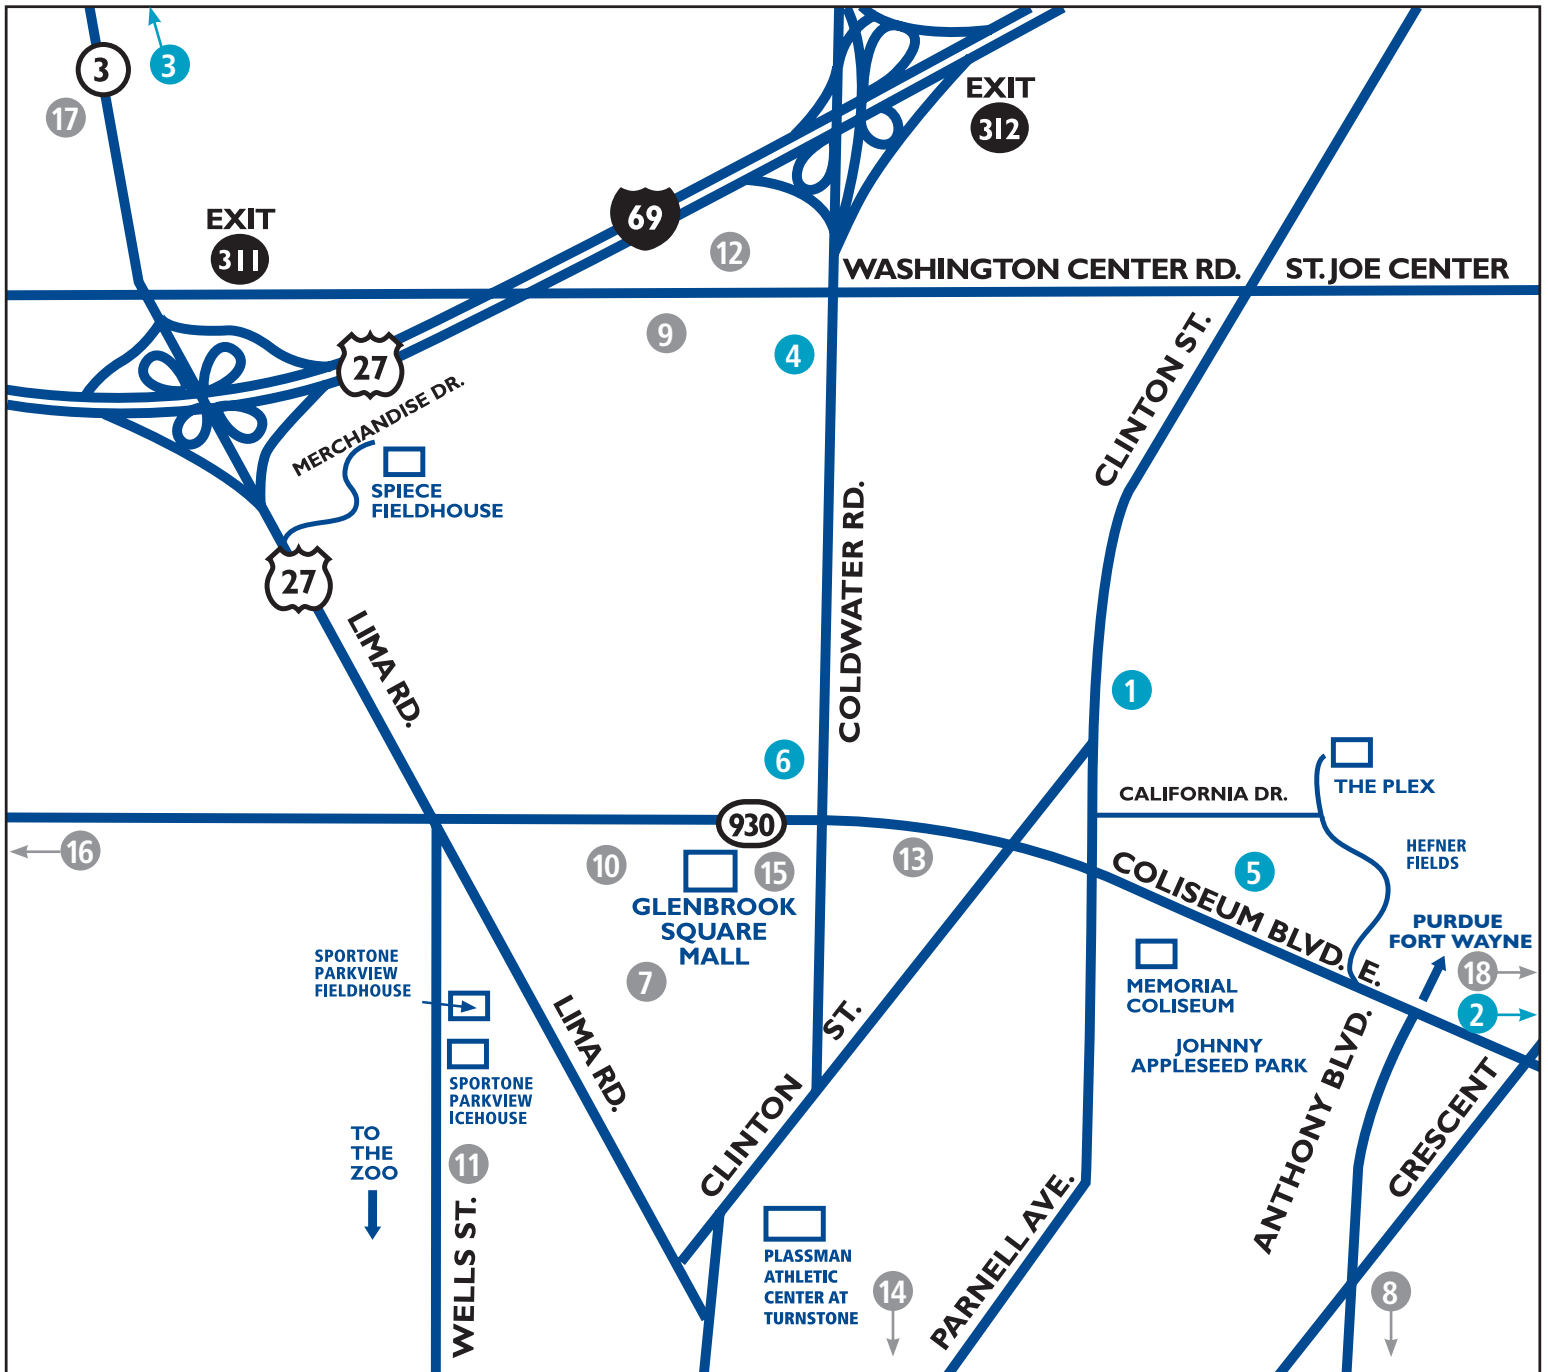 3
3
17
EXIT
312
EXIT
311
69
12
WASHINGTON CENTER RD.
ST. JOE CENTER
9
4
27
MERCHANDISE DR.
CLINTON ST.
SPIECE
FIELDHOUSE
COLDWATER RD.
27
LIMA RD.
1
6
THE PLEX
CALIFORNIA DR.
930
16
10
15
13
HEFNER
FIELDS
5
COLISEUM BLVD. E.
GLENBROOK
SQUARE
MALL
PURDUE
FORT WAYNE
18
2
SPORTONE
PARKVIEW
FIELDHOUSE
7
MEMORIAL
COLISEUM
LIMA RD.
CLINTON ST.
JOHNNY
APPLESEED PARK
ANTHONY BLVD.
CRESCENT
SPORTONE
PARKVIEW
ICEHOUSE
TO
THE
ZOO
11
WELLS ST.
PLASSMAN
ATHLETIC
CENTER AT
TURNSTONE
14
PARNELL AVE.
8